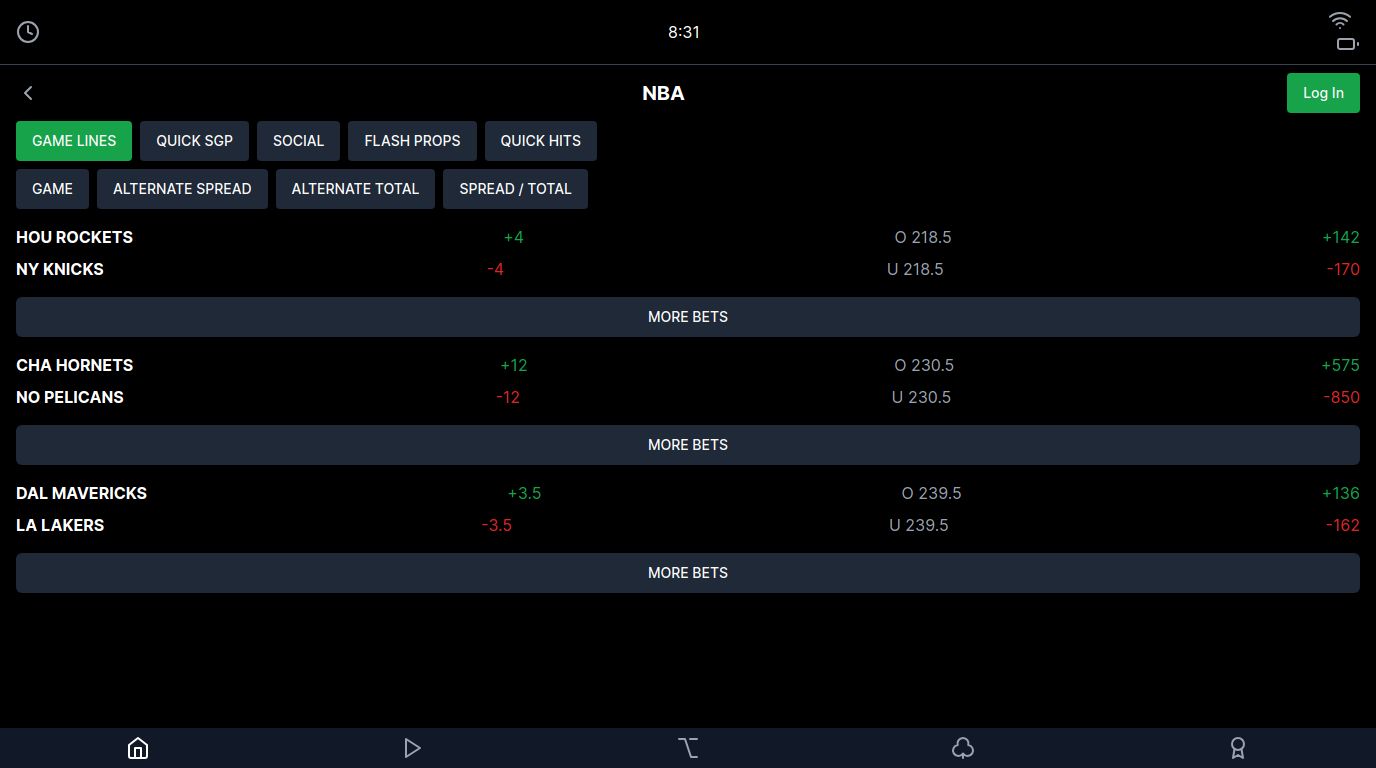 8:31
NBA Log In
GAME LINES QUICK SGP SOCIAL FLASH PROPS QUICK HITS
GAME ALTERNATE SPREAD ALTERNATE TOTAL SPREAD / TOTAL
HOU ROCKETS +4 O 218.5 +142
NY KNICKS -4 U 218.5 -170
MORE BETS
CHA HORNETS +12 O 230.5 +575
NO PELICANS -12 U 230.5 -850
MORE BETS
DAL MAVERICKS +3.5 O 239.5 +136
LA LAKERS -3.5 U 239.5 -162
MORE BETS